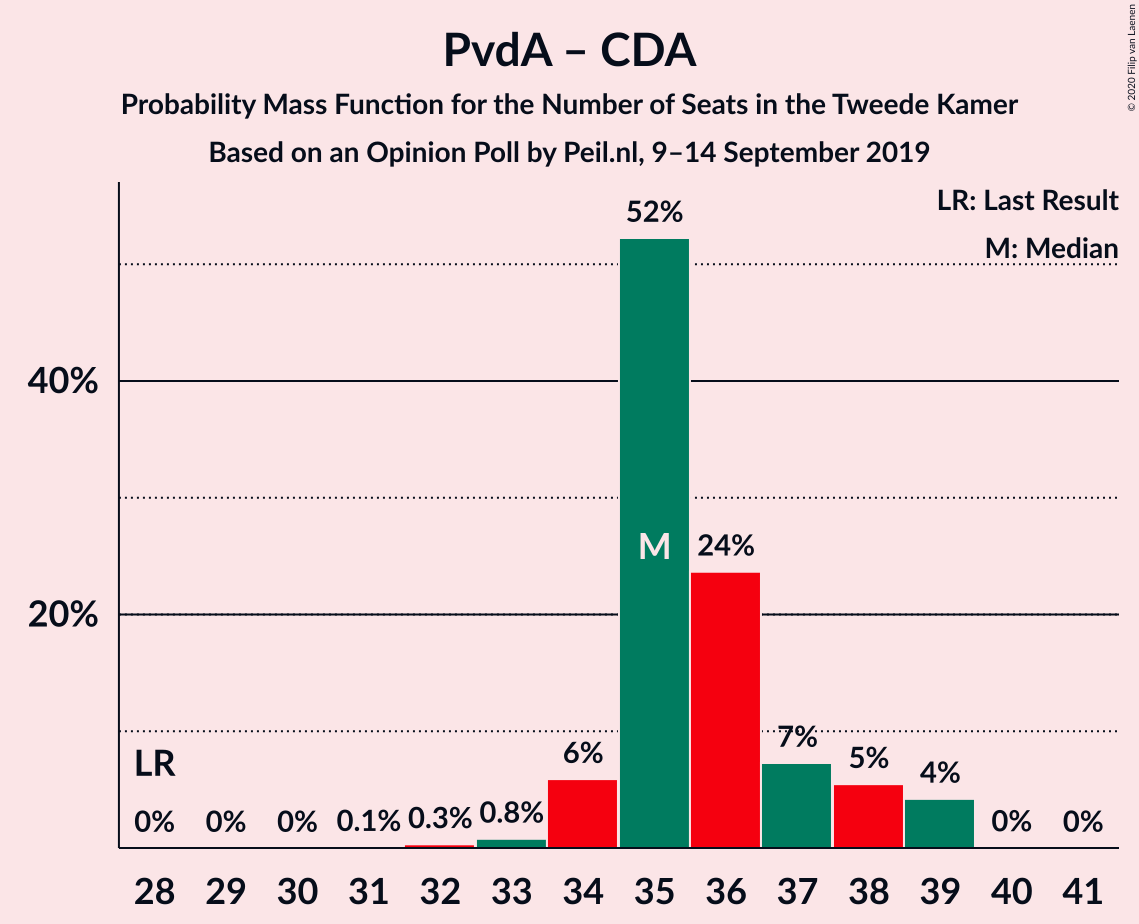 PvdA – CDA
Probability Mass Function for the Number of Seats in the Tweede Kamer
Based on an Opinion Poll by Peil.nl, 9–14 September 2019
© 2020 Filip van Laenen
LR: Last Result
M: Median
52%
40%
M
24%
20%
LR
0%
0%
0%
0.1%
0.3%
0.8%
6%
7%
5%
4%
0%
0%
28 29 30 31 32 33 34 35 36 37 38 39 40 41